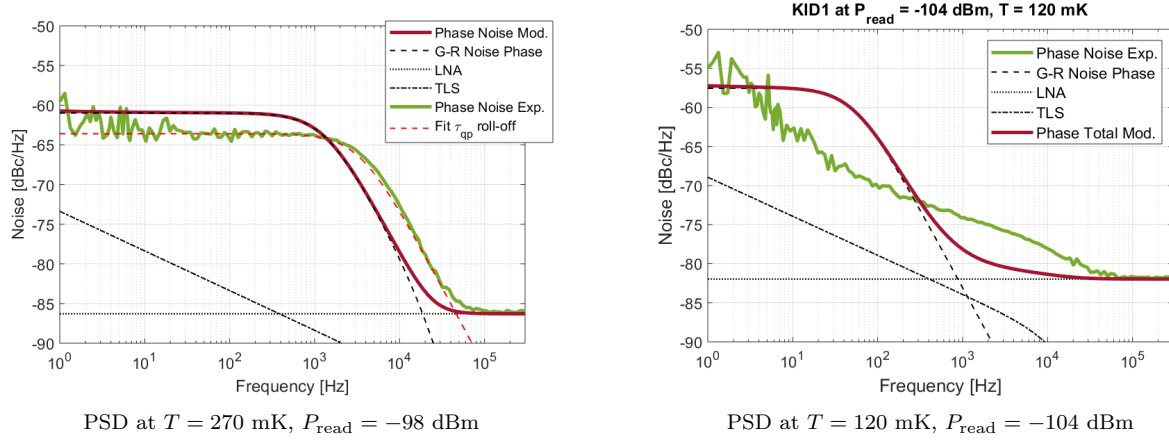 -50
-55
-60
-65
-70
-75
-80
-85
-90
Noise [dBc/Hz]
10^0 10^1 10^2 10^3 10^4 10^5
Frequency [Hz]
Phase Noise Mod.
G-R Noise Phase
LNA
TLS
Phase Noise Exp.
Fit τ_qp roll-off
PSD at T = 270 mK, P_read = −98 dBm
KID1 at P_read = -104 dBm, T = 120 mK
-50
-55
-60
-65
-70
-75
-80
-85
-90
Noise [dBc/Hz]
10^0 10^1 10^2 10^3 10^4 10^5
Frequency [Hz]
Phase Noise Exp.
G-R Noise Phase
LNA
TLS
Phase Total Mod.
PSD at T = 120 mK, P_read = −104 dBm